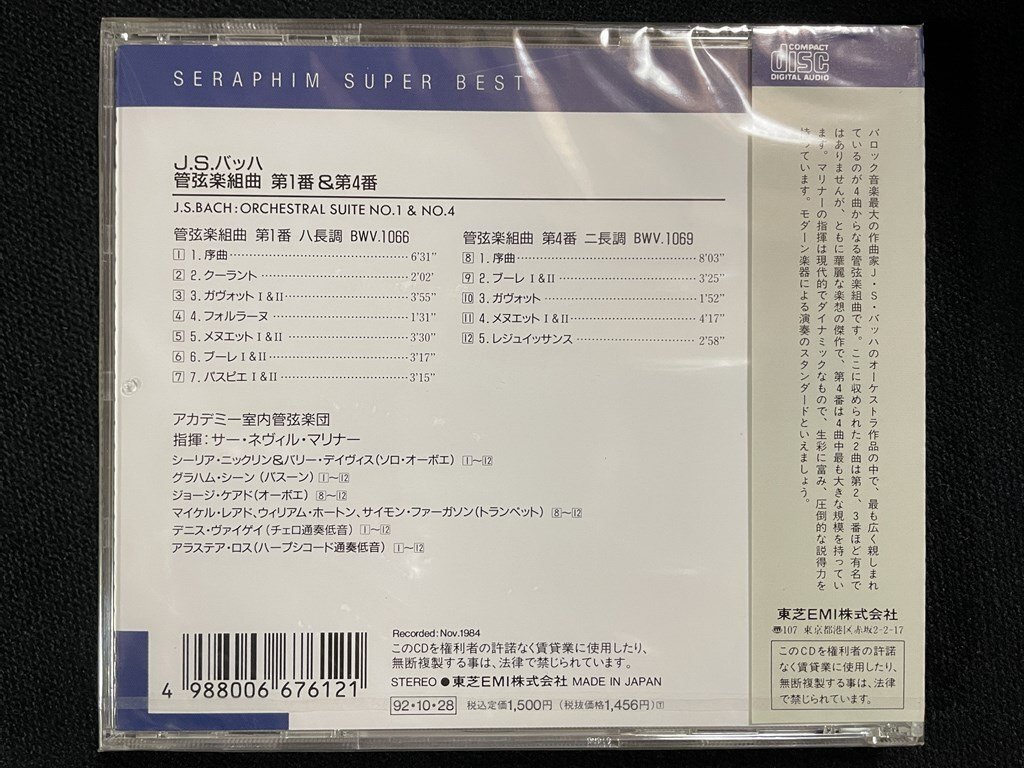 SERAPHIM SUPER BEST
J.S.バッハ
管弦楽組曲 第1番&第4番
J.S.BACH:ORCHESTRAL SUITE NO.1 & NO.4
管弦楽組曲 第1番 ハ長調 BWV.1066
1 1.序曲 6'31"
2 2.クーラント 2'02"
3 3.ガヴォット I&II 3'55"
4 4.フォルラーヌ 1'31"
5 5.メヌエット I&II 3'30"
6 6.ブーレ I&II 3'17"
7 7.パスピエ I&II 3'15"
管弦楽組曲 第4番 ニ長調 BWV.1069
8 1.序曲 8'03"
9 2.ブーレ I&II 3'25"
10 3.ガヴォット 1'52"
11 4.メヌエット I&II 4'17"
12 5.レジュイッサンス 2'58"
アカデミー室内管弦楽団
指揮:サー・ネヴィル・マリナー
シーリア・ニックリン&バリー・デイヴィス(ソロ・オーボエ) 1〜12
グラハム・シーン(バスーン) 1〜12
ジョージ・ケアド(オーボエ) 8〜12
マイケル・レアド、ウィリアム・ホートン、サイモン・ファーガソン(トランペット) 8〜12
デニス・ヴァイゲイ(チェロ通奏低音) 1〜12
アラステア・ロス(ハープシコード通奏低音) 1〜12
4 988006 676121
Recorded: Nov.1984
このCDを権利者の許諾なく賃貸業に使用したり、
無断複製する事は、法律で禁じられています。
STEREO ● 東芝EMI株式会社 MADE IN JAPAN
92・10・28 税込定価1,500円(税抜価格1,456円)
COMPACT
disc
DIGITAL AUDIO
バロック音楽最大の作曲家J・S・バッハのオーケストラ作品の中で、最も広く親しまれ
ているのが4曲からなる管弦楽組曲です。ここに収められた2曲は第2、3番ほど有名で
はありませんが、ともに華麗な楽想の傑作で、第4番は4曲中最も大きな規模を持ってい
ます。マリナーの指揮は現代的でダイナミックなもので、生彩に富み、圧倒的な説得力を
持っています。モダーン楽器による演奏のスタンダードといえましょう。
東芝EMI株式会社
〠107 東京都港区赤坂2-2-17
このCDを権利者の許諾
なく賃貸業に使用したり、
無断複製する事は、法律
で禁じられています。